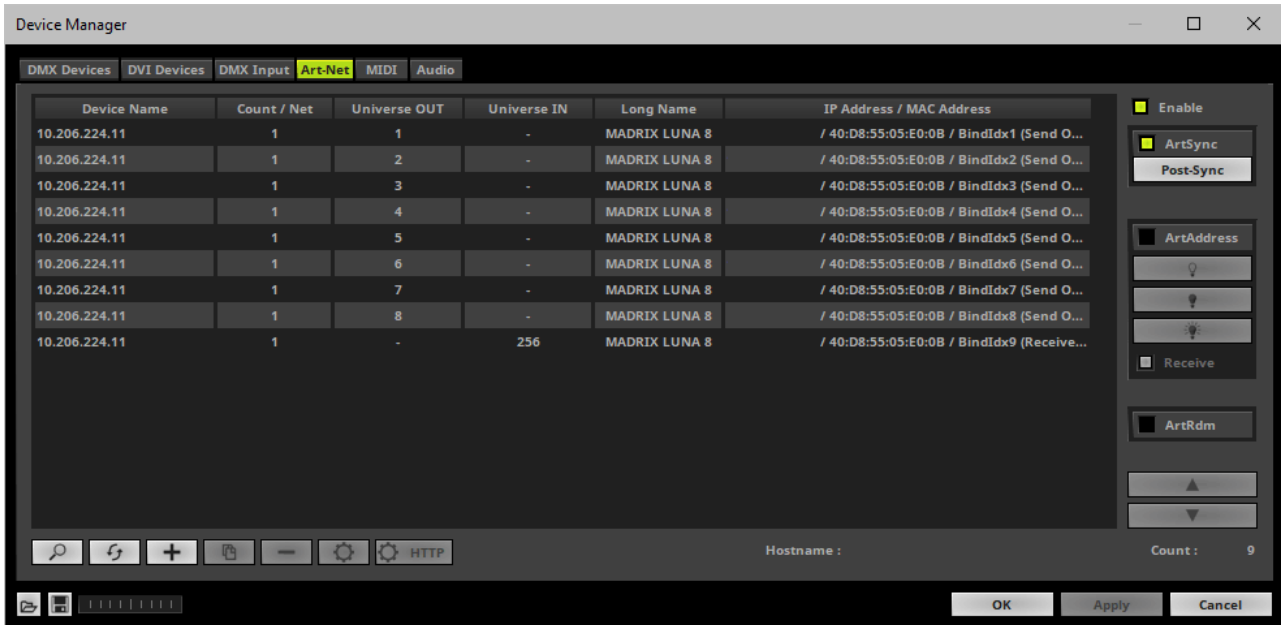 Device Manager
DMX Devices DVI Devices DMX Input Art-Net MIDI Audio
Device Name Count / Net Universe OUT Universe IN Long Name IP Address / MAC Address
10.206.224.11 1 1 - MADRIX LUNA 8 / 40:D8:55:05:E0:0B / BindIdx1 (Send O...
10.206.224.11 1 2 - MADRIX LUNA 8 / 40:D8:55:05:E0:0B / BindIdx2 (Send O...
10.206.224.11 1 3 - MADRIX LUNA 8 / 40:D8:55:05:E0:0B / BindIdx3 (Send O...
10.206.224.11 1 4 - MADRIX LUNA 8 / 40:D8:55:05:E0:0B / BindIdx4 (Send O...
10.206.224.11 1 5 - MADRIX LUNA 8 / 40:D8:55:05:E0:0B / BindIdx5 (Send O...
10.206.224.11 1 6 - MADRIX LUNA 8 / 40:D8:55:05:E0:0B / BindIdx6 (Send O...
10.206.224.11 1 7 - MADRIX LUNA 8 / 40:D8:55:05:E0:0B / BindIdx7 (Send O...
10.206.224.11 1 8 - MADRIX LUNA 8 / 40:D8:55:05:E0:0B / BindIdx8 (Send O...
10.206.224.11 1 - 256 MADRIX LUNA 8 / 40:D8:55:05:E0:0B / BindIdx9 (Receive...
Enable
ArtSync
Post-Sync
ArtAddress
Receive
ArtRdm
HTTP Hostname : Count : 9
OK Apply Cancel